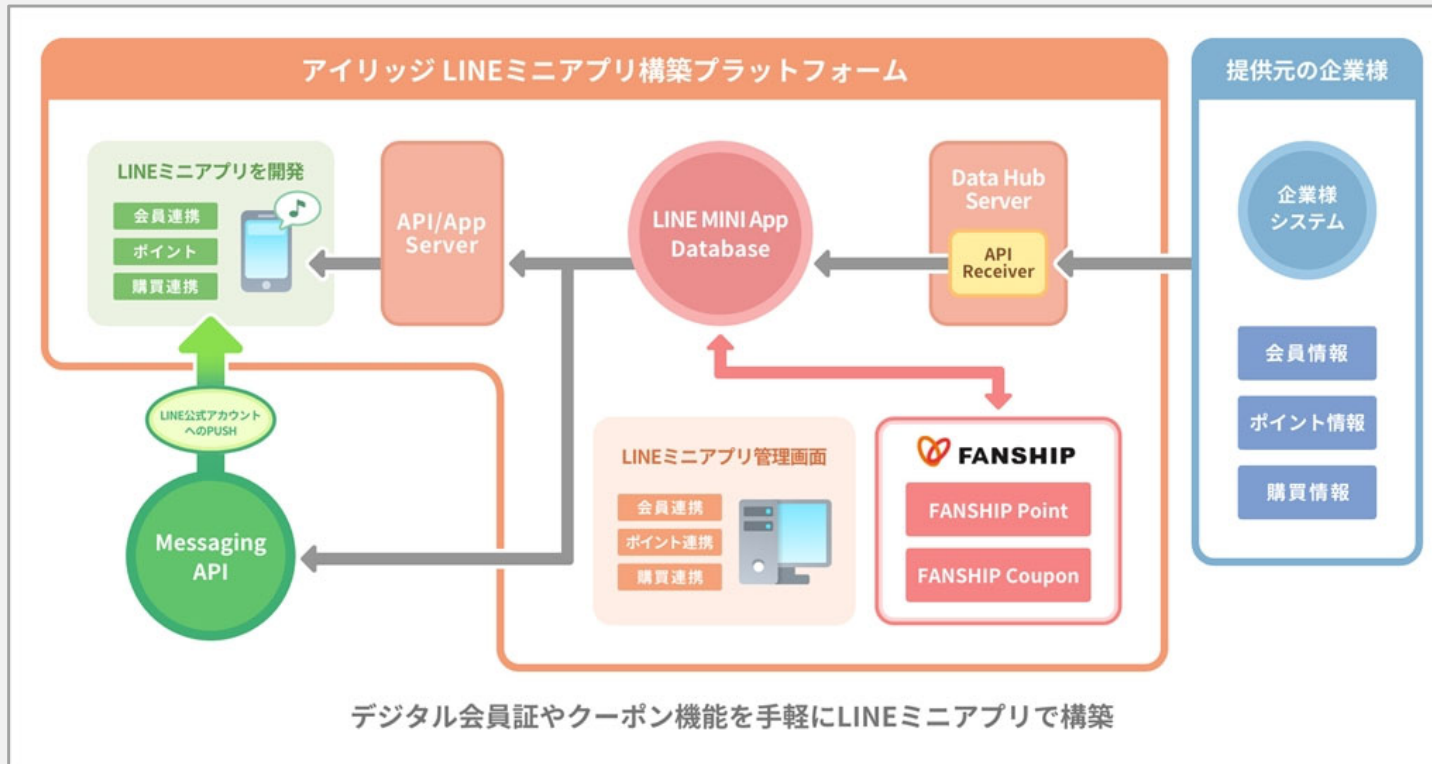 アイリッジ LINEミニアプリ構築プラットフォーム
提供元の企業様
LINEミニアプリを開発
会員連携
ポイント
購買連携
API/App
Server
LINE MINI App
Database
Data Hub
Server
API
Receiver
企業様
システム
会員情報
ポイント情報
購買情報
LINE公式アカウント
へのPUSH
Messaging
API
LINEミニアプリ管理画面
会員連携
ポイント連携
購買連携
FANSHIP
FANSHIP Point
FANSHIP Coupon
デジタル会員証やクーポン機能を手軽にLINEミニアプリで構築